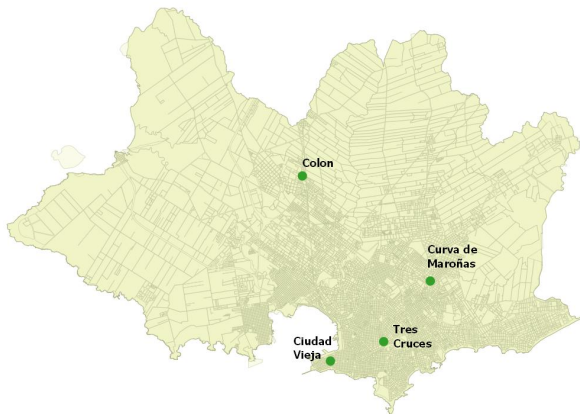 Colon
Curva de
Maroñas
Tres
Cruces
Ciudad
Vieja